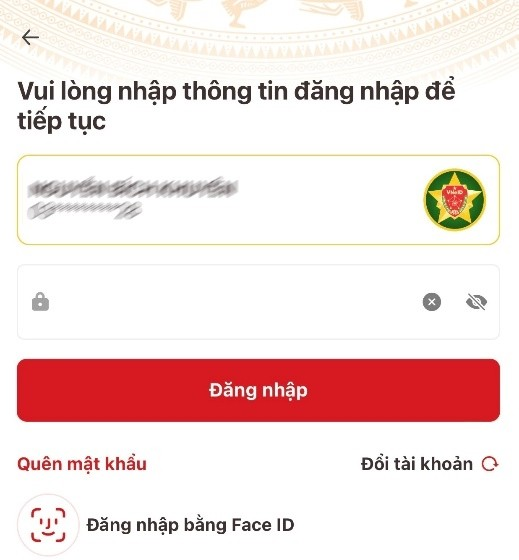 Vui lòng nhập thông tin đăng nhập để
tiếp tục
VNeID
Đăng nhập
Quên mật khẩu
Đổi tài khoản
Đăng nhập bằng Face ID